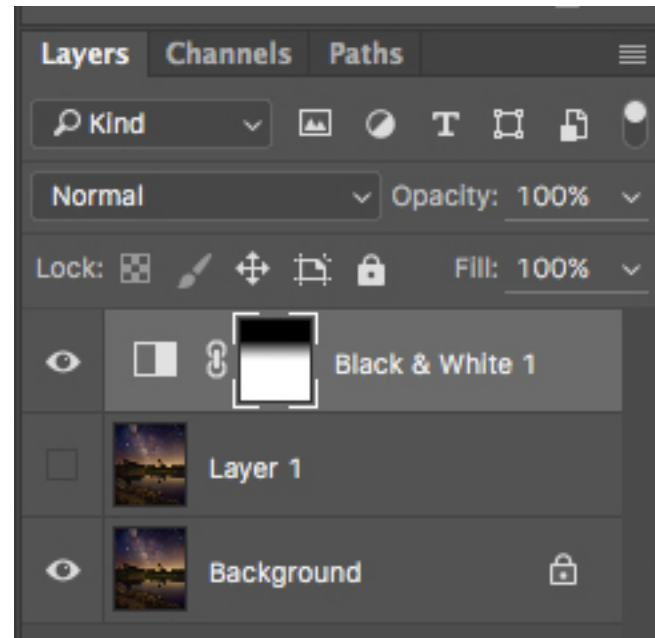 Layers Channels Paths
Kind
Normal Opacity: 100%
Lock: Fill: 100%
Black & White 1
Layer 1
Background